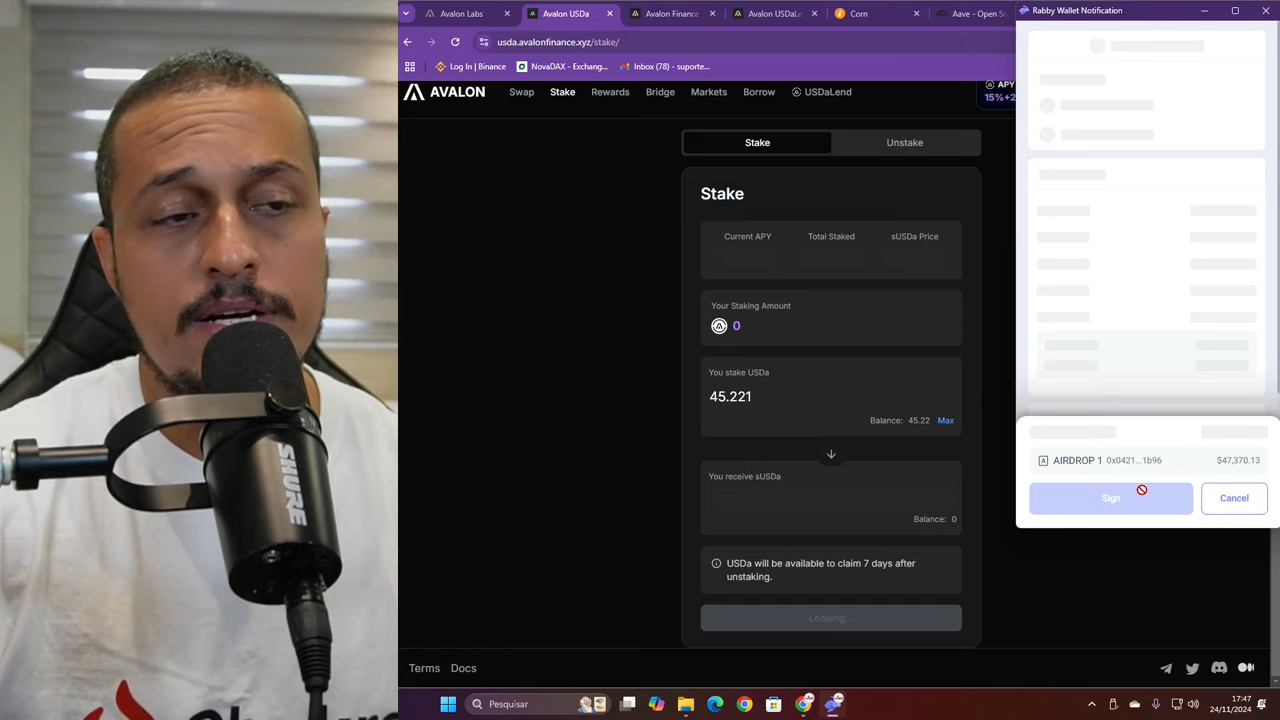 Avalon Labs
Avalon USDa
Avalon Finance
Avalon USDaLe
Corn
Aave - Open So
Rabby Wallet Notification
usda.avalonfinance.xyz/stake/
Log In | Binance
NovaDAX - Exchang...
Inbox (78) - suporte...
AVALON
Swap
Stake
Rewards
Bridge
Markets
Borrow
USDaLend
APY
15%+2
Stake
Unstake
Stake
Current APY
Total Staked
sUSDa Price
Your Staking Amount
0
You stake USDa
45.221
Balance: 45.22 Max
You receive sUSDa
Balance: 0
USDa will be available to claim 7 days after
unstaking.
Loading...
AIRDROP 1 0x0421...1b96 $47,370.13
Sign
Cancel
Terms
Docs
Pesquisar
17:47
24/11/2024
SHURE